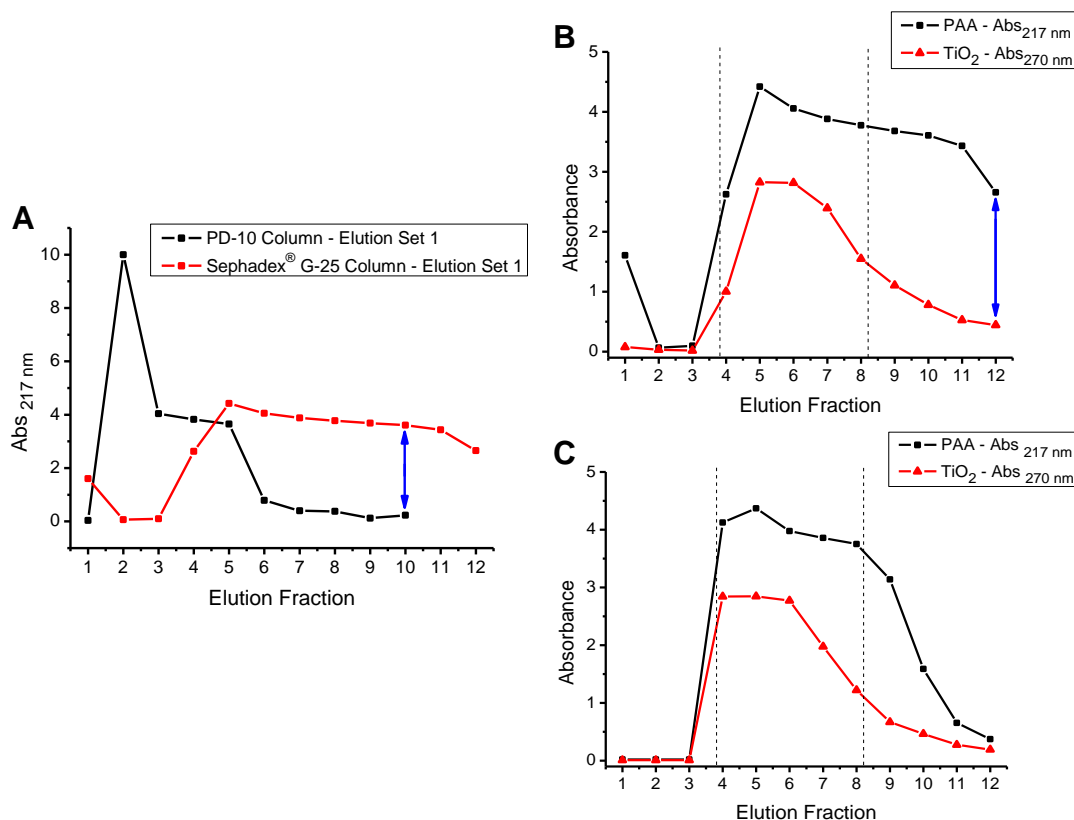 A
PD-10 Column - Elution Set 1
Sephadex® G-25 Column - Elution Set 1
Abs 217 nm
10
8
6
4
2
0
1 2 3 4 5 6 7 8 9 10 11 12
Elution Fraction
B
PAA - Abs217 nm
TiO2 - Abs270 nm
Absorbance
5
4
3
2
1
0
1 2 3 4 5 6 7 8 9 10 11 12
Elution Fraction
C
PAA - Abs 217 nm
TiO2 - Abs 270 nm
Absorbance
5
4
3
2
1
0
1 2 3 4 5 6 7 8 9 10 11 12
Elution Fraction